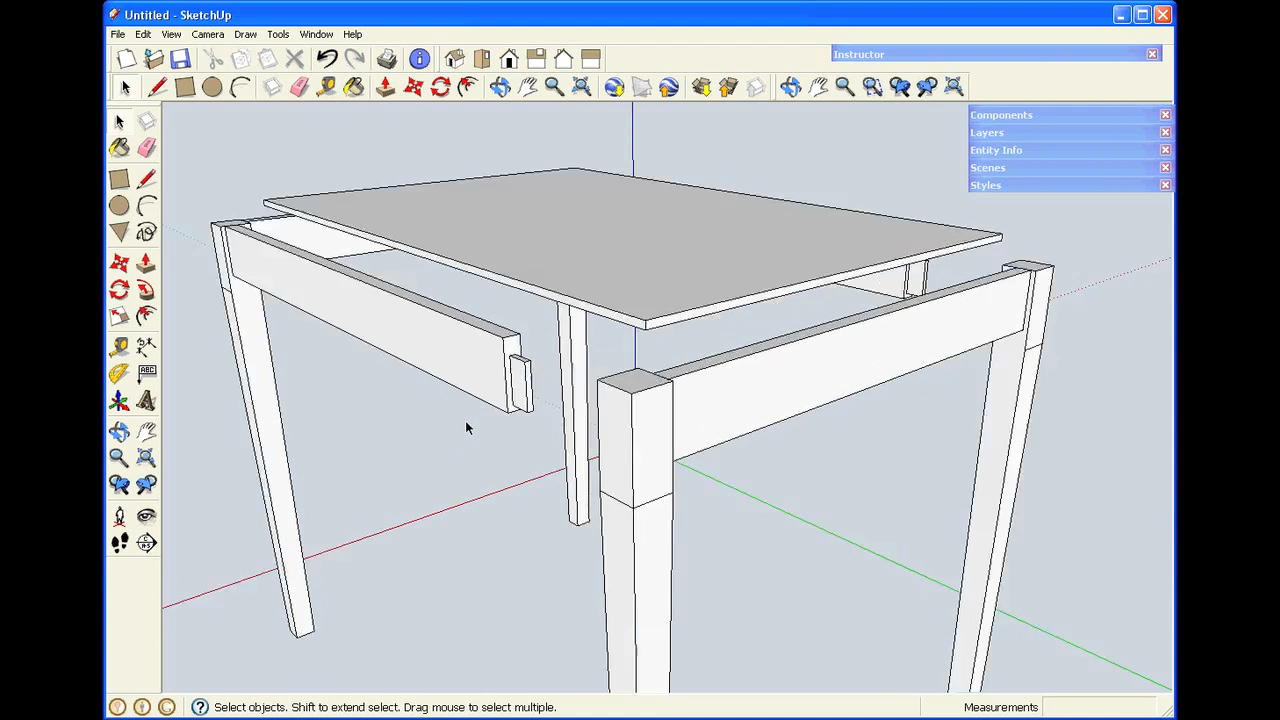 Untitled - SketchUp
File Edit View Camera Draw Tools Window Help
Instructor
Components
Layers
Entity Info
Scenes
Styles
ABC
Select objects. Shift to extend select. Drag mouse to select multiple.
Measurements